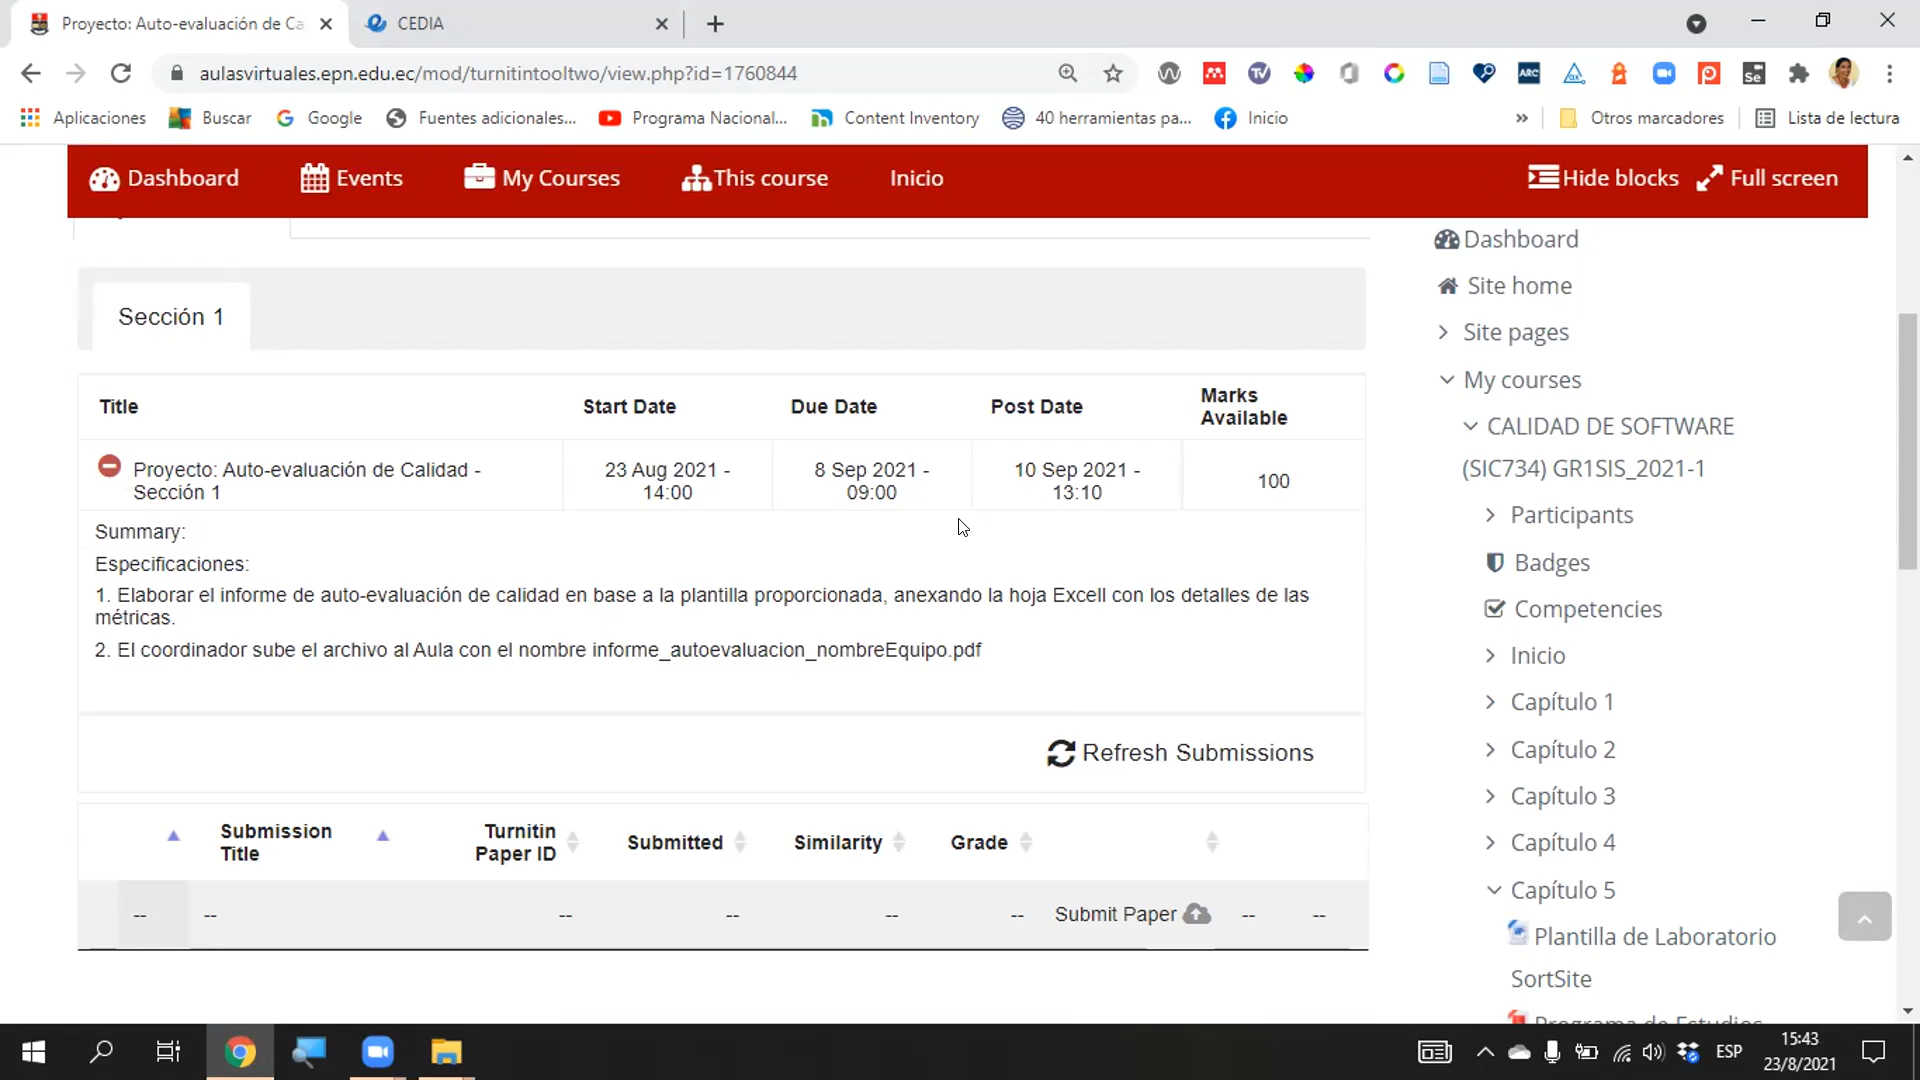 Proyecto: Auto-evaluación de Ca
CEDIA
aulasvirtuales.epn.edu.ec/mod/turnitintooltwo/view.php?id=1760844
Aplicaciones
Buscar
Google
Fuentes adicionales...
Programa Nacional...
Content Inventory
40 herramientas pa...
Inicio
»
Otros marcadores
Lista de lectura
Dashboard
Events
My Courses
This course
Inicio
Hide blocks
Full screen
Sección 1
Title
Start Date
Due Date
Post Date
Marks
Available
Proyecto: Auto-evaluación de Calidad -
Sección 1
23 Aug 2021 -
14:00
8 Sep 2021 -
09:00
10 Sep 2021 -
13:10
100
Summary:
Especificaciones:
1. Elaborar el informe de auto-evaluación de calidad en base a la plantilla proporcionada, anexando la hoja Excell con los detalles de las
métricas.
2. El coordinador sube el archivo al Aula con el nombre informe_autoevaluacion_nombreEquipo.pdf
Refresh Submissions
Submission
Title
Turnitin
Paper ID
Submitted
Similarity
Grade
-- -- -- -- -- -- Submit Paper -- --
Dashboard
Site home
Site pages
My courses
CALIDAD DE SOFTWARE
(SIC734) GR1SIS_2021-1
Participants
Badges
Competencies
Inicio
Capítulo 1
Capítulo 2
Capítulo 3
Capítulo 4
Capítulo 5
Plantilla de Laboratorio
SortSite
Programa de Estudios
ARC
Se
ESP
15:43
23/8/2021